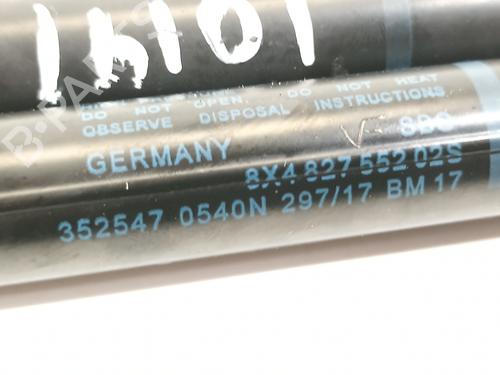 DO NOT OPEN. DO NOT HEAT
OBSERVE DISPOSAL INSTRUCTIONS
GERMANY
8X4 827 552 02S
352547 0540N 297/17 BM 17
B-PARTS